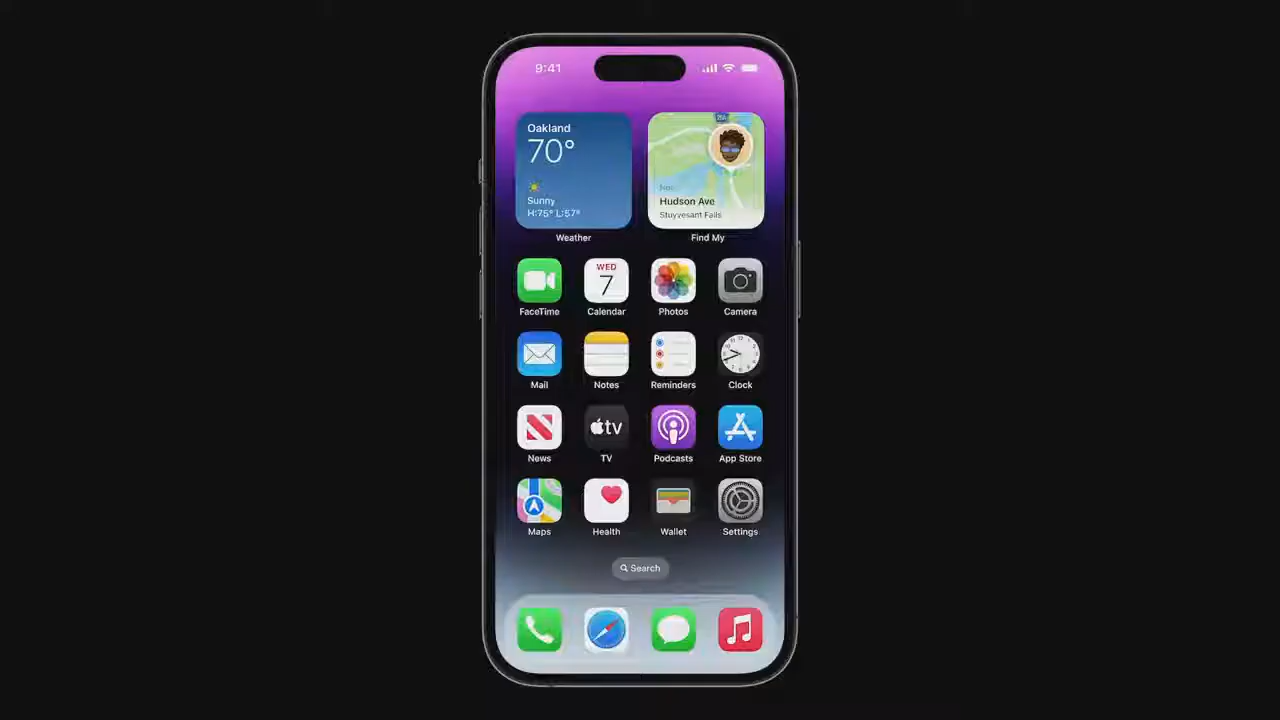 9:41
Oakland
70°
Sunny
H:75° L:57°
Weather
Hudson Ave
Stuyvesant Falls
Find My
WED
7
FaceTime
Calendar
Photos
Camera
Mail
Notes
Reminders
Clock
tv
News
TV
Podcasts
App Store
Maps
Health
Wallet
Settings
Search